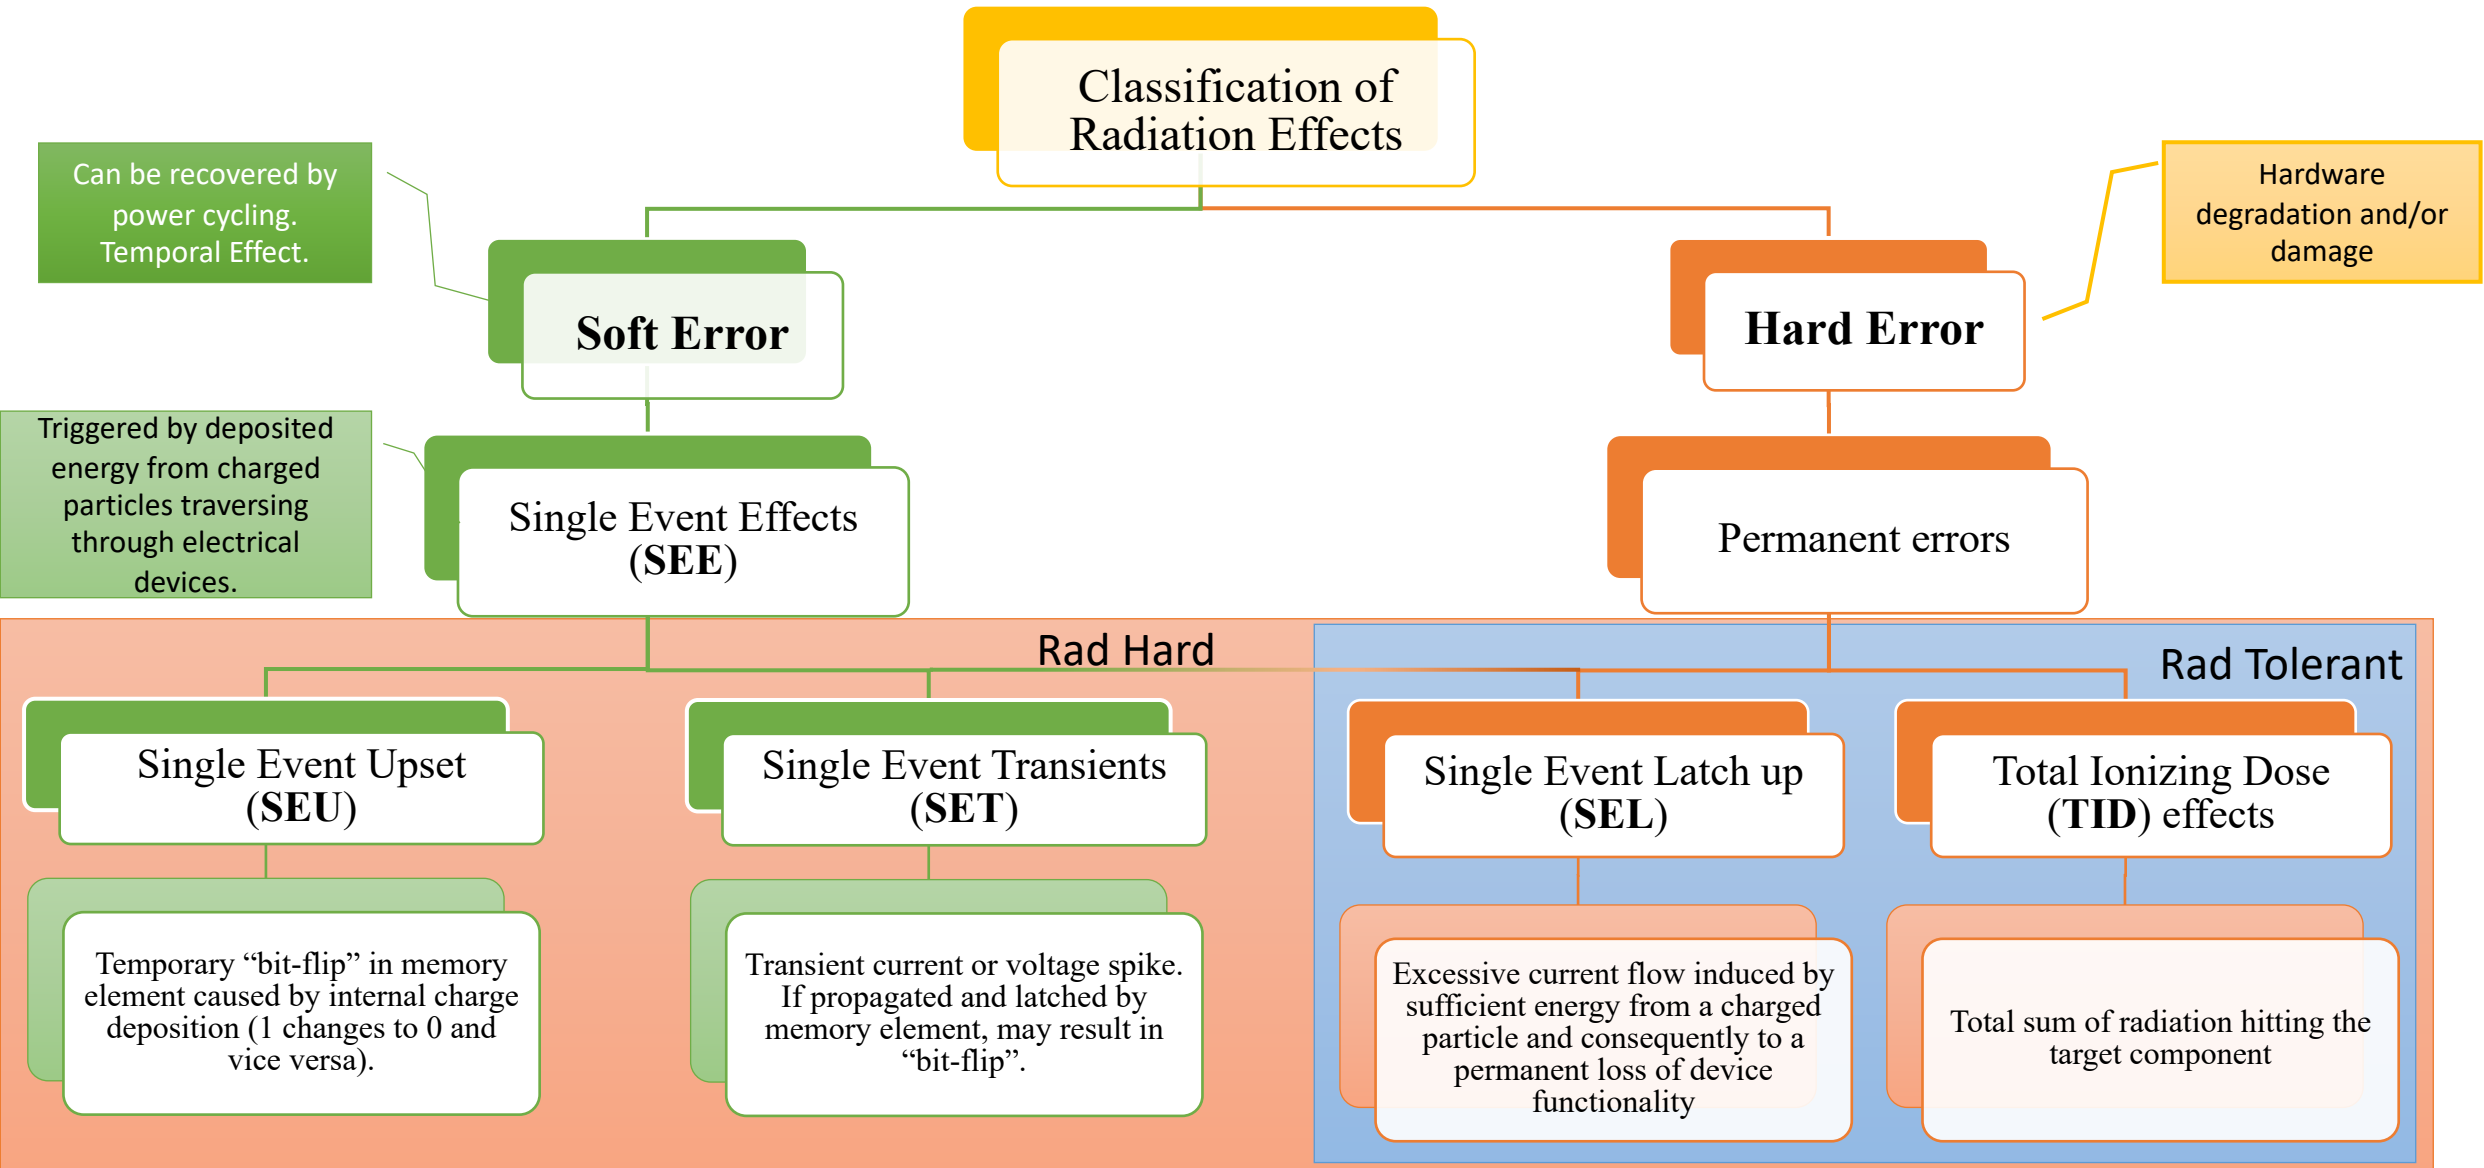 Classification of
Radiation Effects
Can be recovered by
power cycling.
Temporal Effect.
Hardware
degradation and/or
damage
Soft Error
Hard Error
Triggered by deposited
energy from charged
particles traversing
through electrical
devices.
Single Event Effects
(SEE)
Permanent errors
Rad Hard
Rad Tolerant
Single Event Upset
(SEU)
Single Event Transients
(SET)
Single Event Latch up
(SEL)
Total Ionizing Dose
(TID) effects
Temporary “bit-flip” in memory
element caused by internal charge
deposition (1 changes to 0 and
vice versa).
Transient current or voltage spike.
If propagated and latched by
memory element, may result in
“bit-flip”.
Excessive current flow induced by
sufficient energy from a charged
particle and consequently to a
permanent loss of device
functionality
Total sum of radiation hitting the
target component